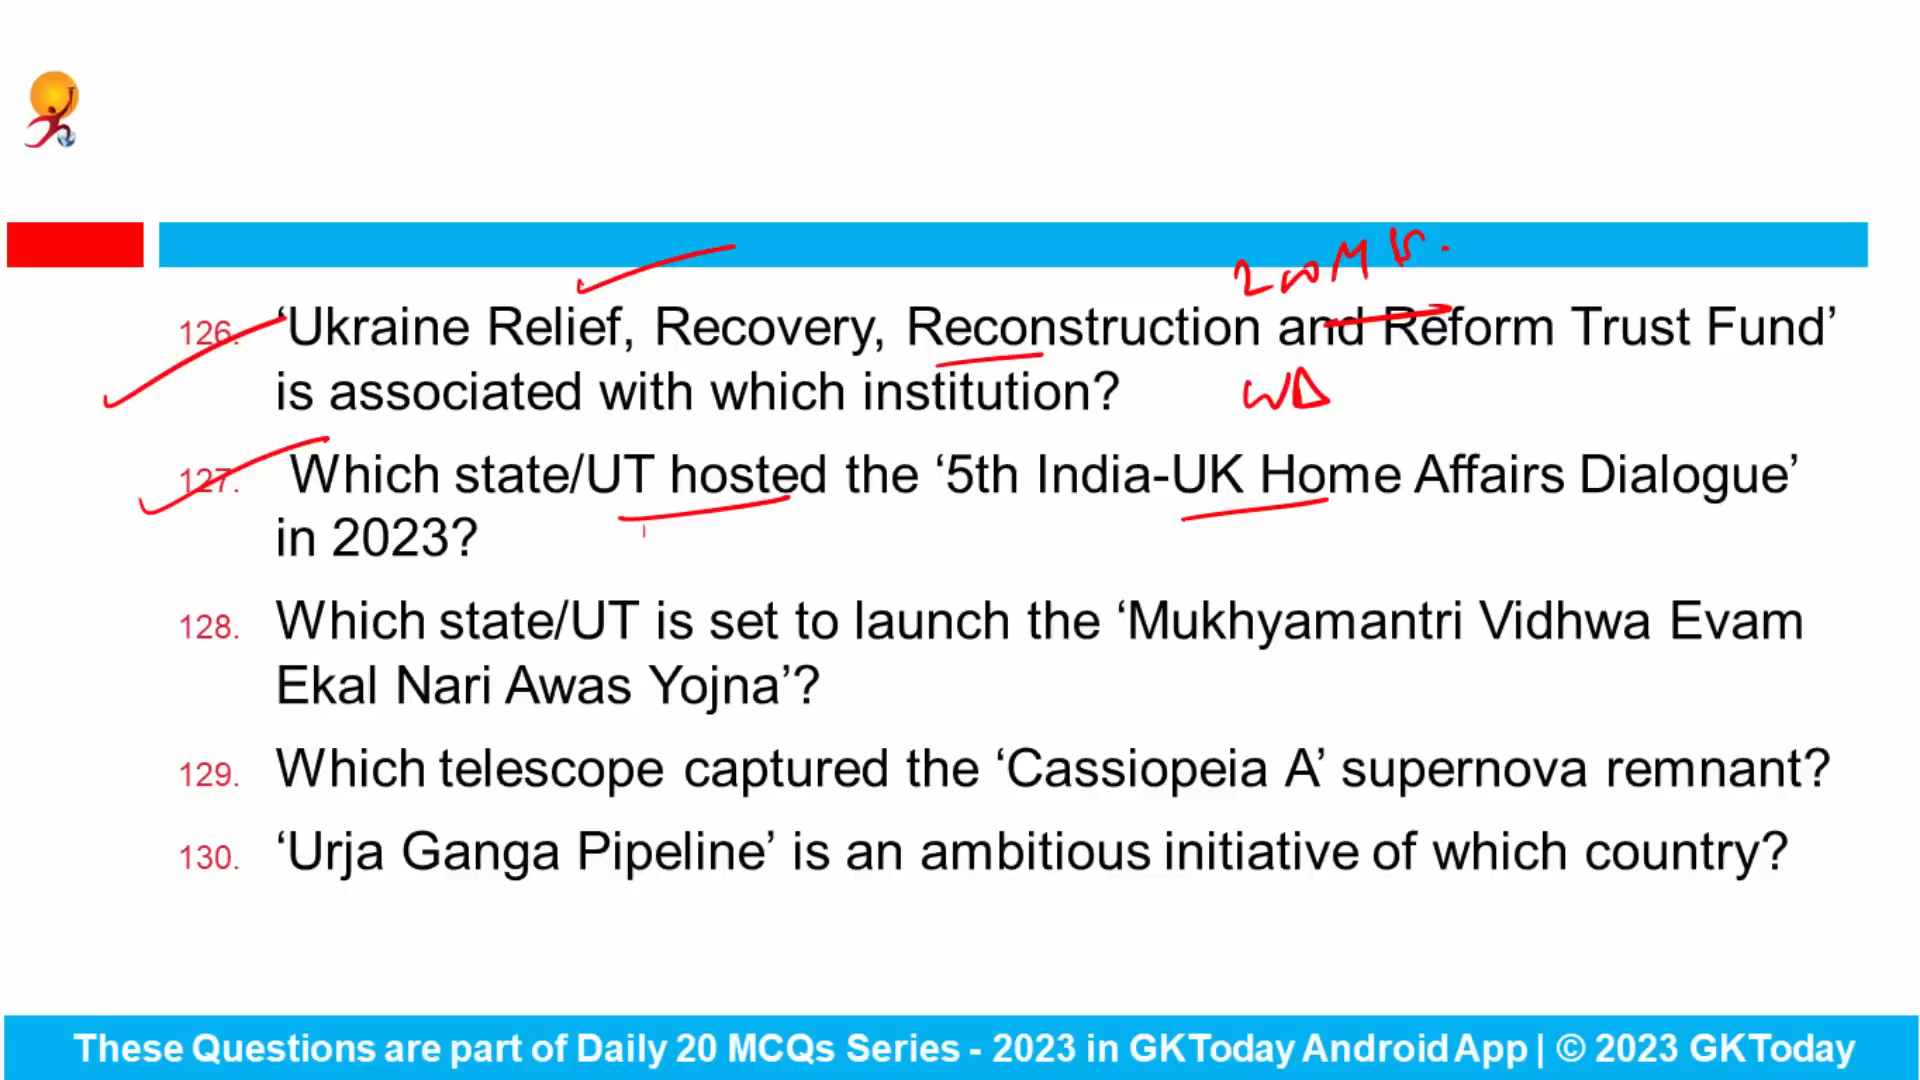 126. ‘Ukraine Relief, Recovery, Reconstruction and Reform Trust Fund’
is associated with which institution?
127. Which state/UT hosted the ‘5th India-UK Home Affairs Dialogue’
in 2023?
128. Which state/UT is set to launch the ‘Mukhyamantri Vidhwa Evam
Ekal Nari Awas Yojna’?
129. Which telescope captured the ‘Cassiopeia A’ supernova remnant?
130. ‘Urja Ganga Pipeline’ is an ambitious initiative of which country?
These Questions are part of Daily 20 MCQs Series - 2023 in GKToday Android App | © 2023 GKToday